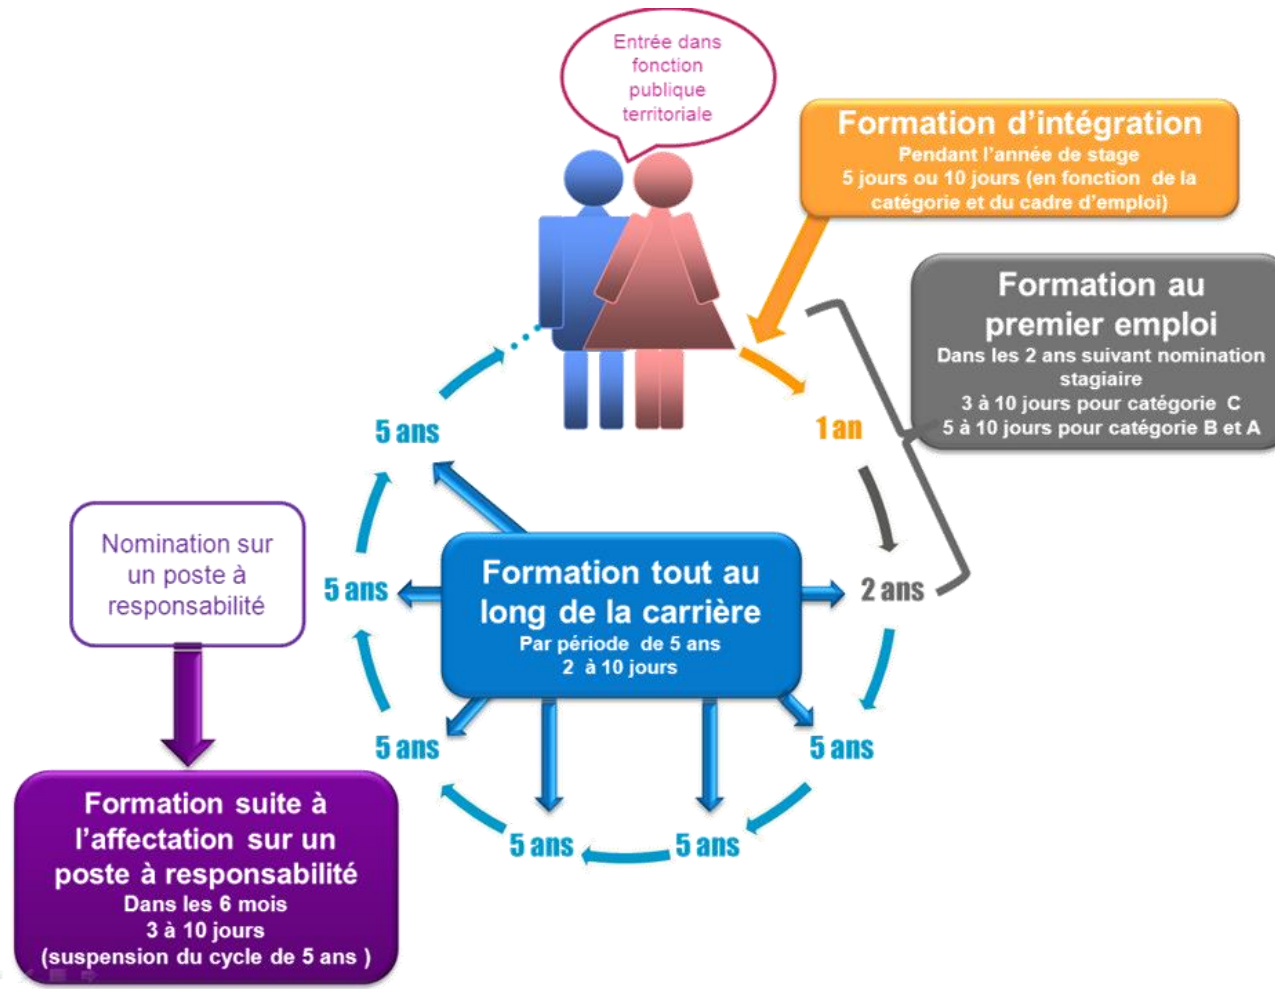 Entrée dans
fonction
publique
territoriale
Formation d'intégration
Pendant l'année de stage
5 jours ou 10 jours (en fonction de la
catégorie et du cadre d'emploi)
Formation au
premier emploi
Dans les 2 ans suivant nomination
stagiaire
3 à 10 jours pour catégorie C
5 à 10 jours pour catégorie B et A
1 an
2 ans
5 ans
5 ans
5 ans
5 ans
5 ans
5 ans
Formation tout au
long de la carrière
Par période de 5 ans
2 à 10 jours
Nomination sur
un poste à
responsabilité
Formation suite à
l'affectation sur un
poste à responsabilité
Dans les 6 mois
3 à 10 jours
(suspension du cycle de 5 ans )